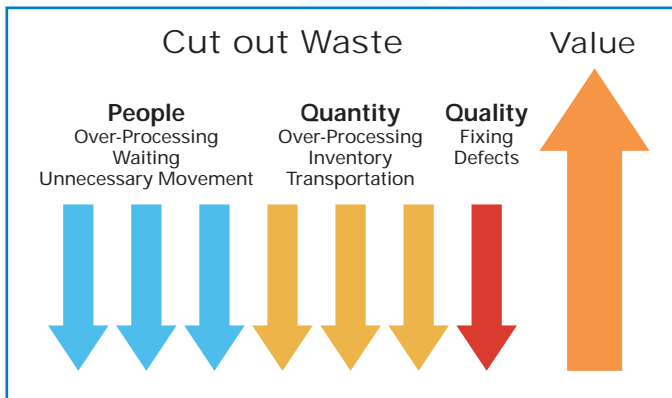 Cut out Waste
Value
People
Over-Processing
Waiting
Unnecessary Movement
Quantity
Over-Processing
Inventory
Transportation
Quality
Fixing
Defects